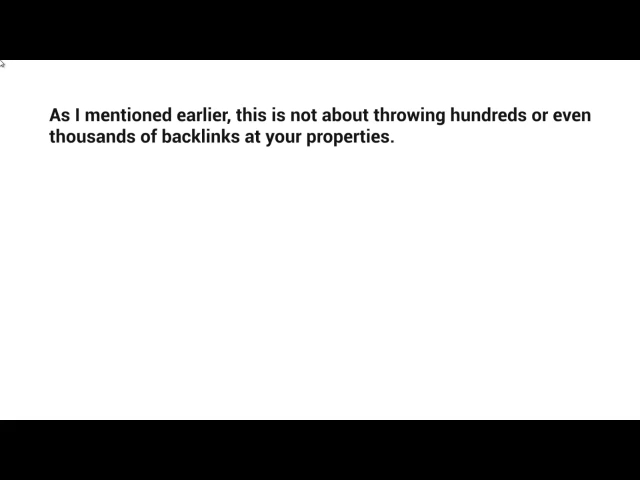 As I mentioned earlier, this is not about throwing hundreds or even
thousands of backlinks at your properties.